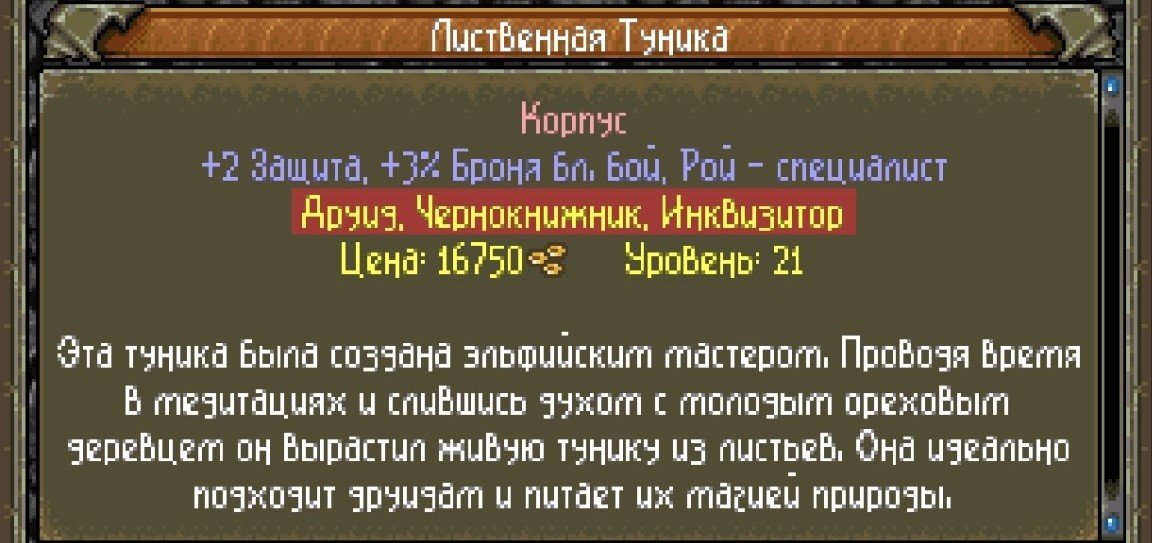 Лиственная Туника
Корпус
+2 Защита, +3% Броня бл. бой, Рой - специалист
Друид, Чернокнижник, Инквизитор
Цена: 16750 Уровень: 21
Эта туника была создана эльфийским мастером. Проводя время
в медитациях и слившись духом с молодым ореховым
деревцем он вырастил живую тунику из листьев. Она идеально
подходит друидам и питает их магией природы.